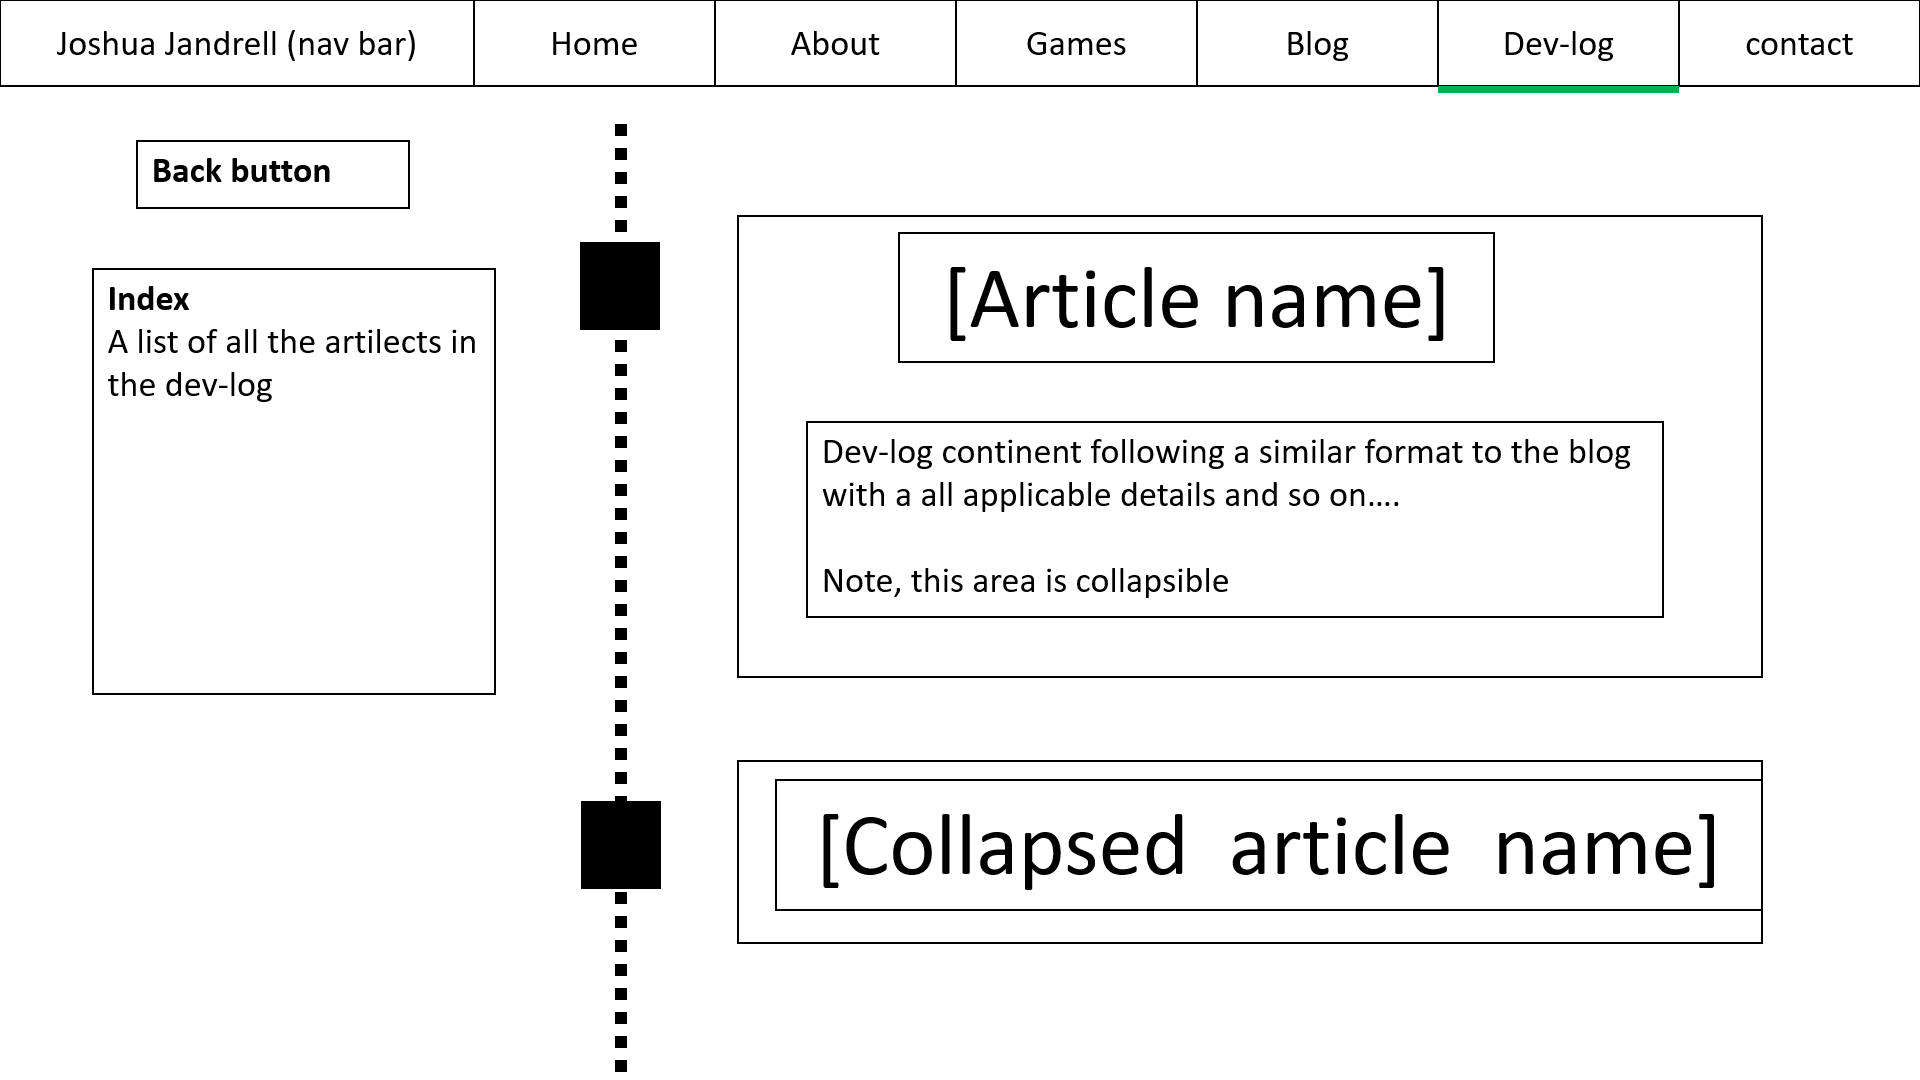 Joshua Jandrell (nav bar)
Home
About
Games
Blog
Dev-log
contact
Back button
Index
A list of all the artilects in
the dev-log
[Article name]
Dev-log continent following a similar format to the blog
with a all applicable details and so on....
Note, this area is collapsible
[Collapsed article name]